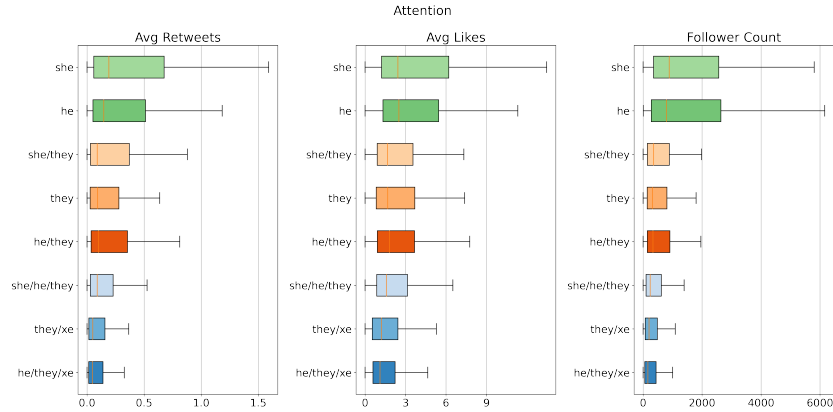 Attention
Avg Retweets
she
he
she/they
they
he/they
she/he/they
they/xe
he/they/xe
0.0 0.5 1.0 1.5
Avg Likes
she
he
she/they
they
he/they
she/he/they
they/xe
he/they/xe
0 3 6 9
Follower Count
she
he
she/they
they
he/they
she/he/they
they/xe
he/they/xe
0 2000 4000 6000